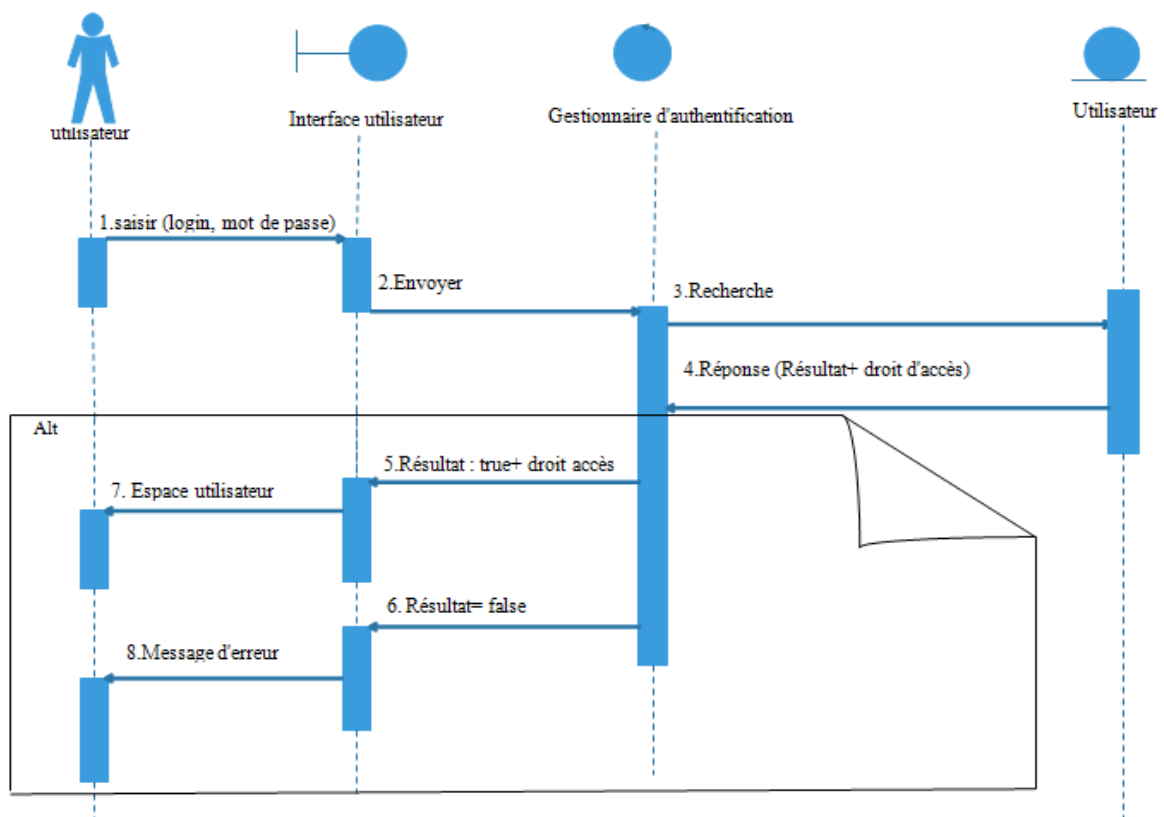 utilisateur
Interface utilisateur
Gestionnaire d'authentification
Utilisateur
1.saisir (login, mot de passe)
2.Envoyer
3.Recherche
4.Réponse (Résultat+ droit d'accès)
Alt
5.Résultat : true+ droit accès
7. Espace utilisateur
6. Résultat= false
8.Message d'erreur